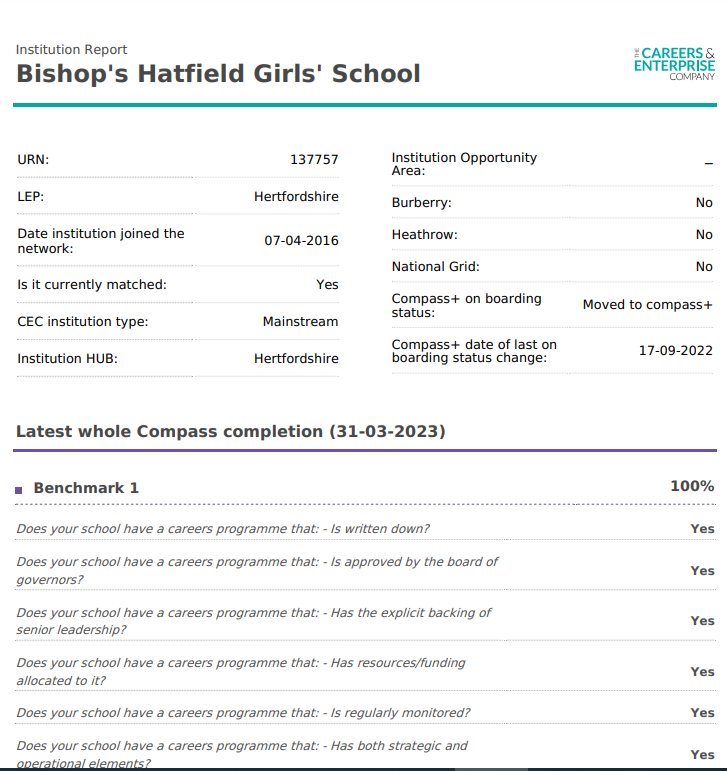 Institution Report
Bishop's Hatfield Girls' School
THE CAREERS &
ENTERPRISE
COMPANY
URN: 137757
LEP: Hertfordshire
Date institution joined the
network: 07-04-2016
Is it currently matched: Yes
CEC institution type: Mainstream
Institution HUB: Hertfordshire
Institution Opportunity
Area: –
Burberry: No
Heathrow: No
National Grid: No
Compass+ on boarding
status: Moved to compass+
Compass+ date of last on
boarding status change: 17-09-2022
Latest whole Compass completion (31-03-2023)
Benchmark 1 100%
Does your school have a careers programme that: - Is written down? Yes
Does your school have a careers programme that: - Is approved by the board of
governors? Yes
Does your school have a careers programme that: - Has the explicit backing of
senior leadership? Yes
Does your school have a careers programme that: - Has resources/funding
allocated to it? Yes
Does your school have a careers programme that: - Is regularly monitored? Yes
Does your school have a careers programme that: - Has both strategic and
operational elements? Yes